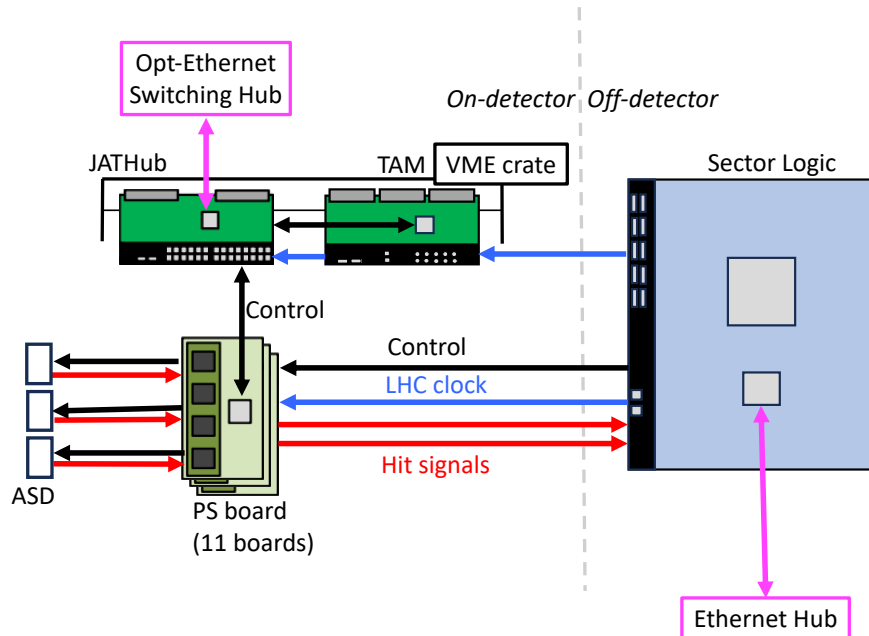 Opt-Ethernet
Switching Hub
On-detector
Off-detector
JATHub
TAM
VME crate
Sector Logic
Control
Control
LHC clock
Hit signals
ASD
PS board
(11 boards)
Ethernet Hub